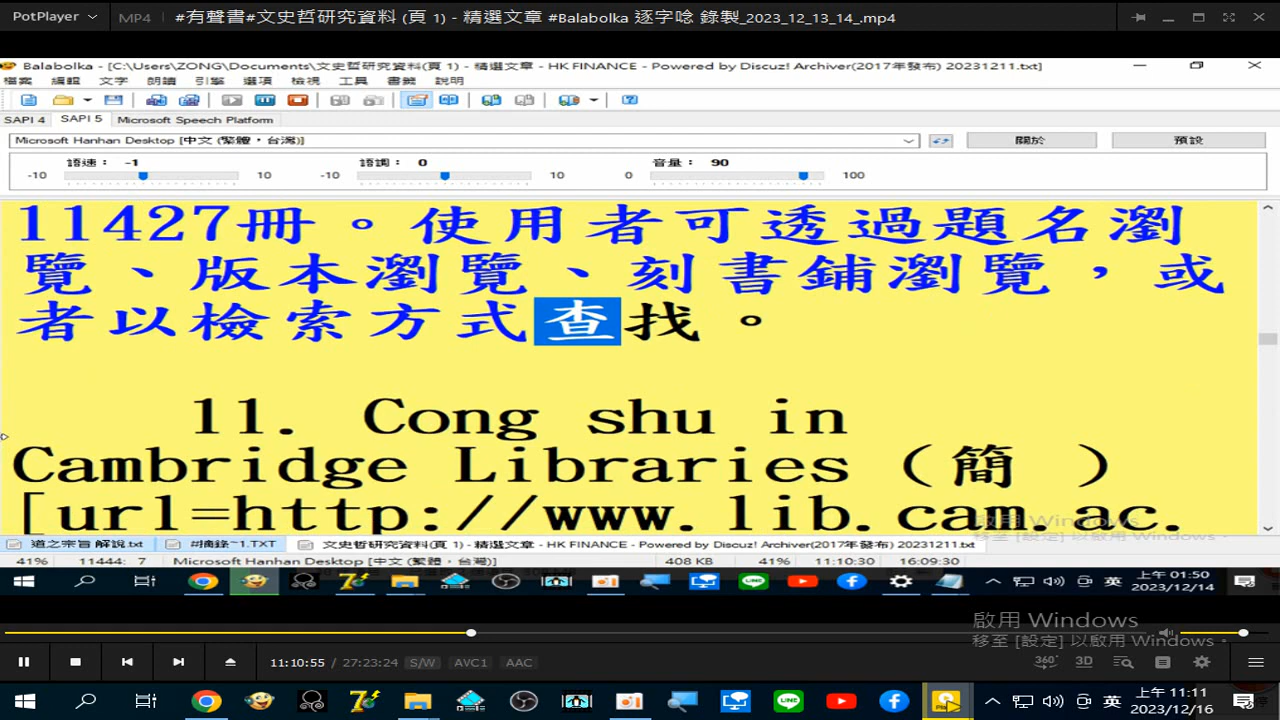 PotPlayer MP4 #有聲書#文史哲研究資料 (頁 1) - 精選文章 #Balabolka 逐字唸 錄製_2023_12_13_14_.mp4
Balabolka - [C:\Users\ZONG\Documents\文史哲研究資料(頁 1) - 精選文章 - HK FINANCE - Powered by Discuz! Archiver(2017年發布) 20231211.txt]
檔案 編輯 文字 朗讀 引擎 選項 檢視 工具 書籤 說明
SAPI 4 SAPI 5 Microsoft Speech Platform
Microsoft Hanhan Desktop [中文 (繁體，台灣)] 關於 預設
語速： -1 語調： 0 音量： 90
-10 10 -10 10 0 100
11427冊。使用者可透過題名瀏
覽、版本瀏覽、刻書鋪瀏覽，或
者以檢索方式查找。
11. Cong shu in
Cambridge Libraries (簡 )
[url=http://www.lib.cam.ac.
道之宗旨 解說.txt #摘錄~1.TXT 文史哲研究資料(頁 1) - 精選文章 - HK FINANCE - Powered by Discuz! Archiver(2017年發布) 20231211.txt
41% 11444: 7 Microsoft Hanhan Desktop [中文 (繁體，台灣)] 408 KB 41% 11:10:30 16:09:30
英 上午 01:50
2023/12/14
啟用 Windows
移至 [設定] 以啟用 Windows。
11:10:55 / 27:23:24 S/W AVC1 AAC 360° 3D
英 上午 11:11
2023/12/16